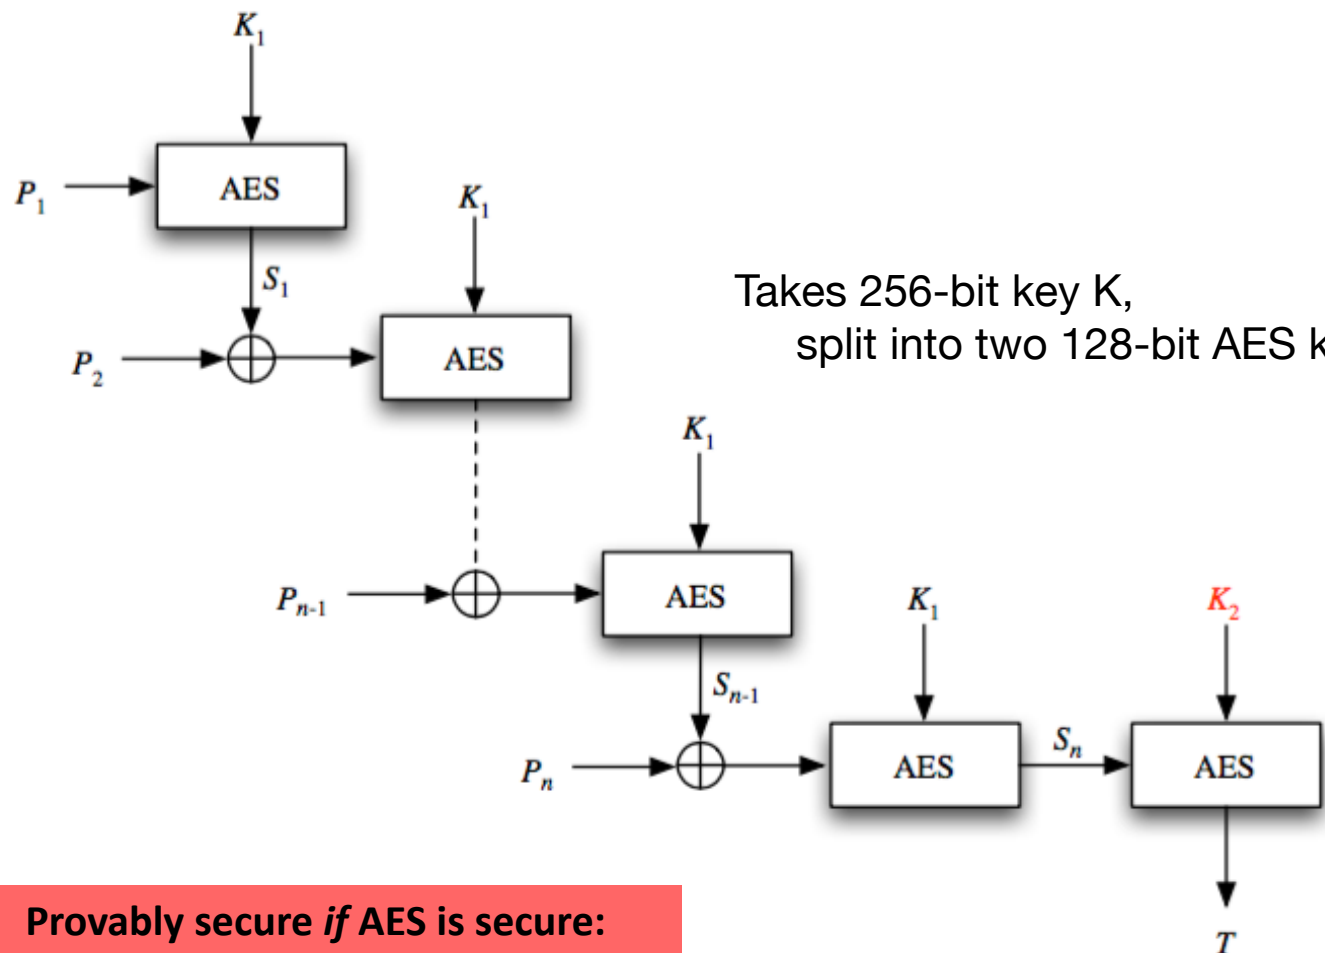 K₁
P₁ AES
K₁
S₁
Takes 256-bit key K,
split into two 128-bit AES
P₂ AES
K₁
Pₙ₋₁ AES
K₁ K₂
Sₙ₋₁
Sₙ
Pₙ AES AES
Provably secure if AES is secure:
T